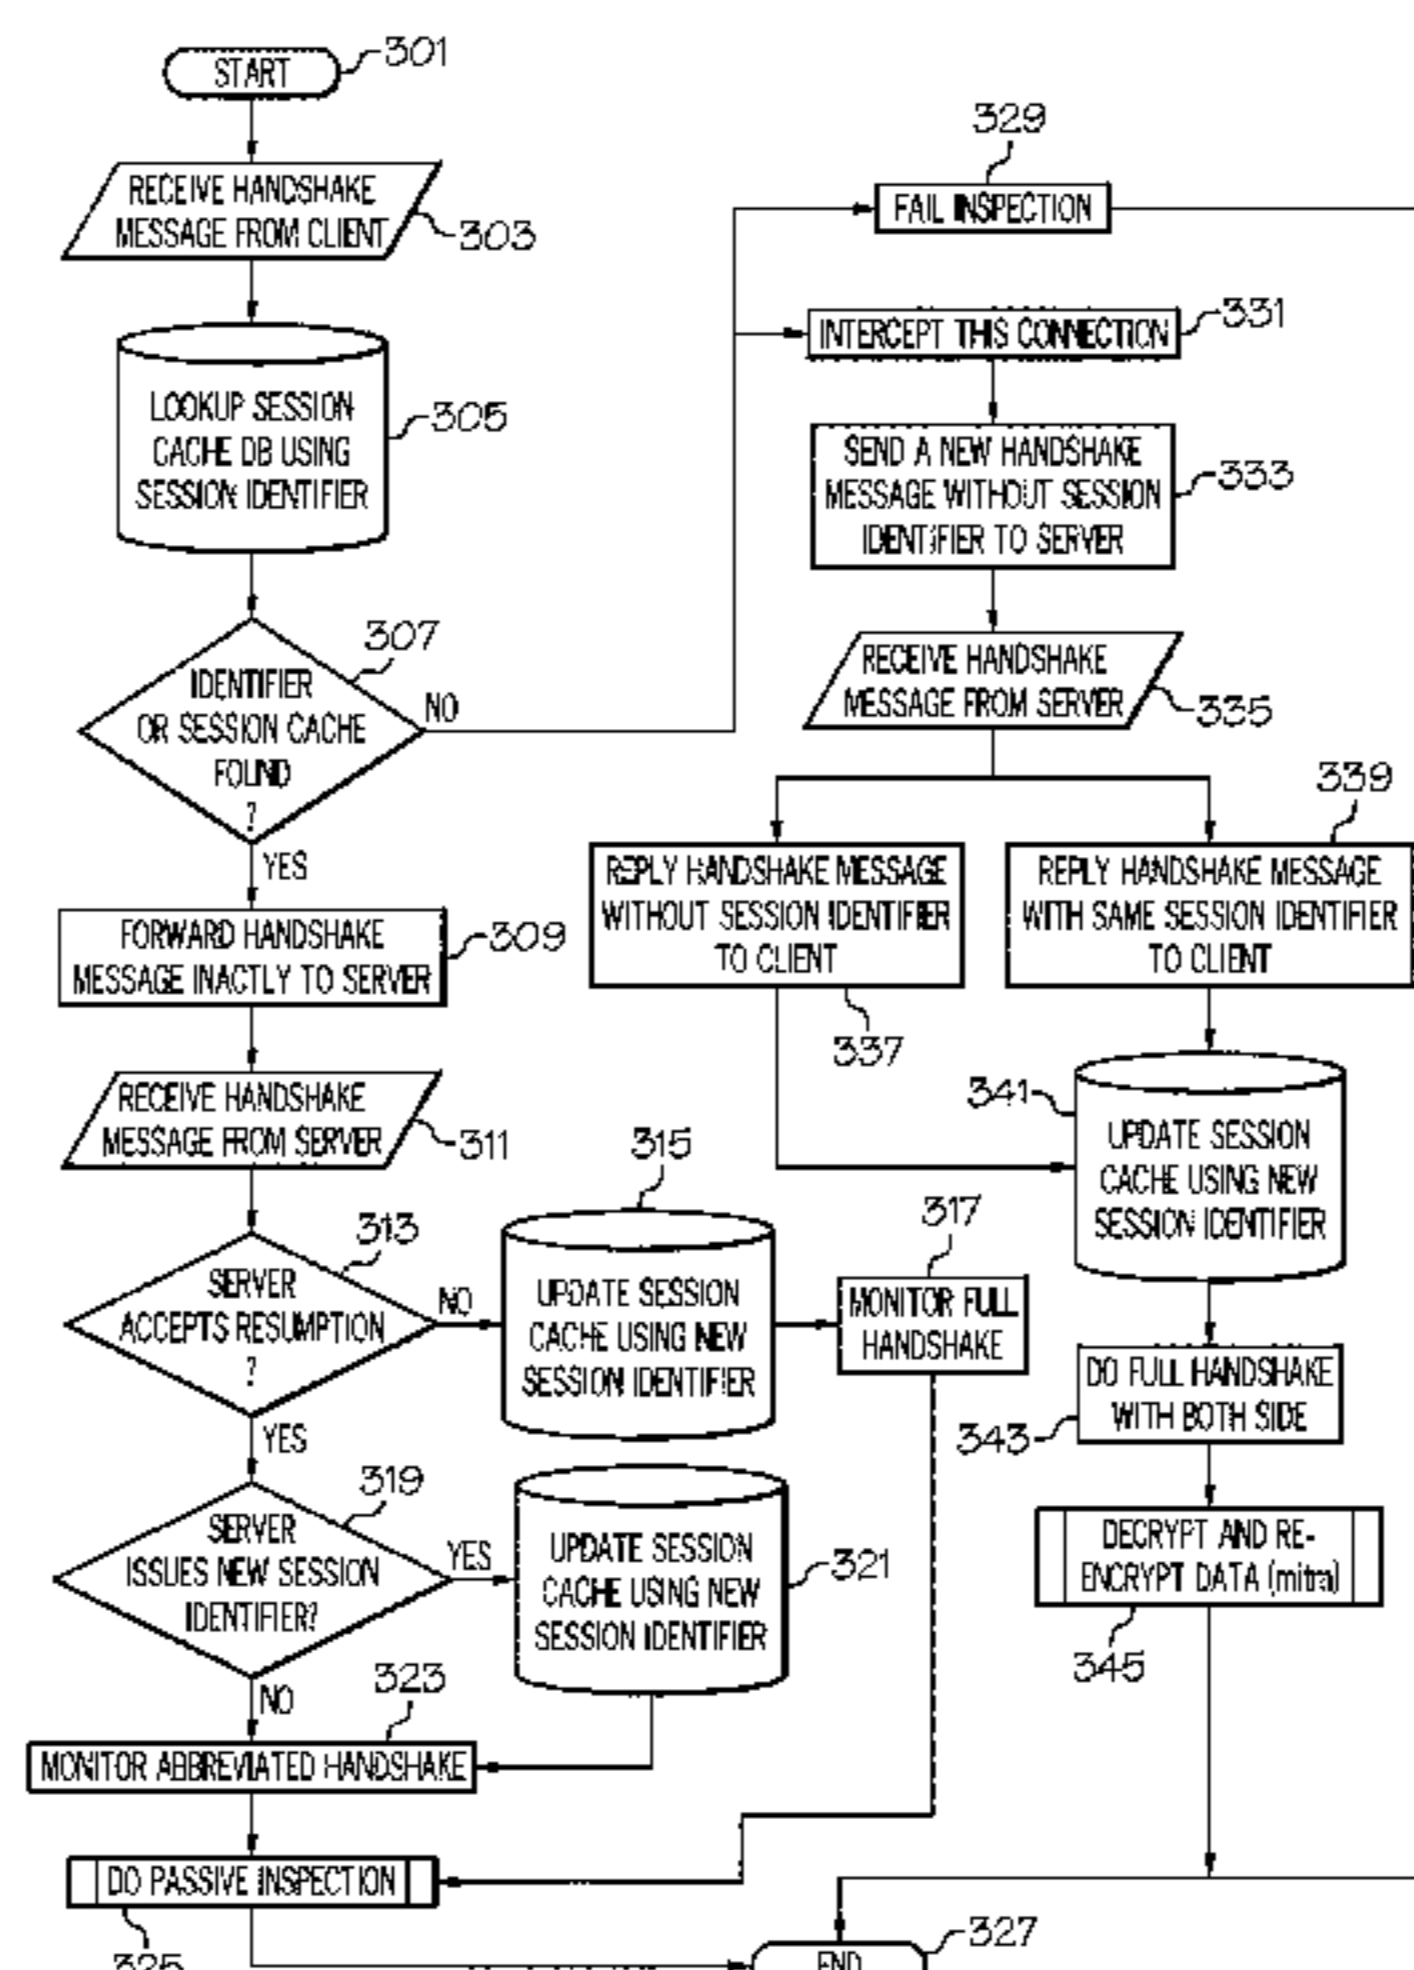 START
301
RECEIVE HANDSHAKE
MESSAGE FROM CLIENT
303
LOOKUP SESSION
CACHE DB USING
SESSION IDENTIFIER
305
307
IDENTIFIER
OR SESSION CACHE
FOUND
?
NO
YES
FORWARD HANDSHAKE
MESSAGE INACTLY TO SERVER
309
RECEIVE HANDSHAKE
MESSAGE FROM SERVER
311
313
SERVER
ACCEPTS RESUMPTION
?
NO
YES
315
UPDATE SESSION
CACHE USING NEW
SESSION IDENTIFIER
317
MONITOR FULL
HANDSHAKE
319
SERVER
ISSUES NEW SESSION
IDENTIFIER?
YES
NO
UPDATE SESSION
CACHE USING NEW
SESSION IDENTIFIER
321
323
MONITOR ABBREVIATED HANDSHAKE
DO PASSIVE INSPECTION
325
329
FAIL INSPECTION
INTERCEPT THIS CONNECTION
331
SEND A NEW HANDSHAKE
MESSAGE WITHOUT SESSION
IDENTIFIER TO SERVER
333
RECEIVE HANDSHAKE
MESSAGE FROM SERVER
335
REPLY HANDSHAKE MESSAGE
WITHOUT SESSION IDENTIFIER
TO CLIENT
337
339
REPLY HANDSHAKE MESSAGE
WITH SAME SESSION IDENTIFIER
TO CLIENT
341
UPDATE SESSION
CACHE USING NEW
SESSION IDENTIFIER
DO FULL HANDSHAKE
WITH BOTH SIDE
343
DECRYPT AND RE-
ENCRYPT DATA (mitra)
345
END
327